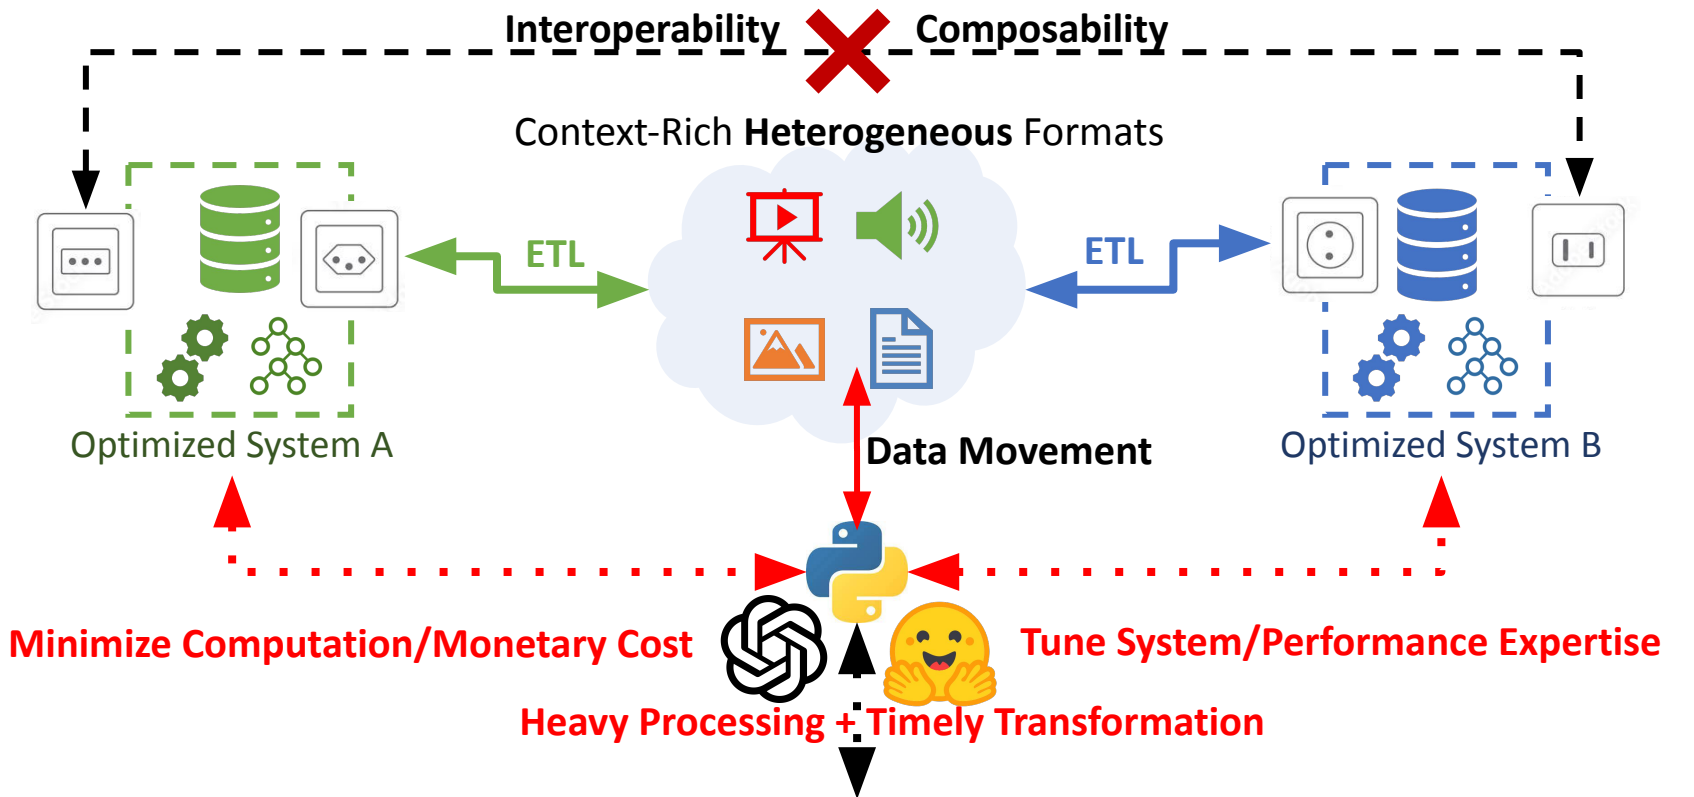 Interoperability Composability
Context-Rich Heterogeneous Formats
ETL
ETL
Optimized System A
Optimized System B
Data Movement
Minimize Computation/Monetary Cost
Tune System/Performance Expertise
Heavy Processing + Timely Transformation